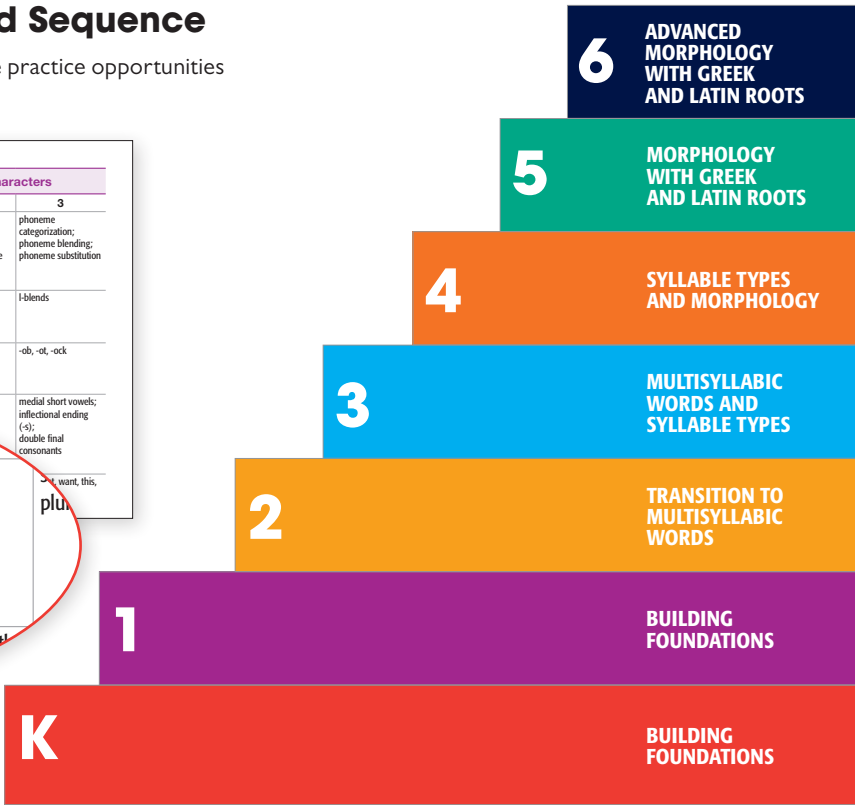 d Sequence
practice opportunities
aracters
3
phoneme
categorization;
phoneme blending;
phoneme substitution
l-blends
-ob, -ot, -ock
medial short vowels;
inflectional ending
(-s);
double final
consonants
want, this,
6
ADVANCED
MORPHOLOGY
WITH GREEK
AND LATIN ROOTS
5
MORPHOLOGY
WITH GREEK
AND LATIN ROOTS
4
SYLLABLE TYPES
AND MORPHOLOGY
3
MULTISYLLABIC
WORDS AND
SYLLABLE TYPES
2
TRANSITION TO
MULTISYLLABIC
WORDS
1
BUILDING
FOUNDATIONS
K
BUILDING
FOUNDATIONS